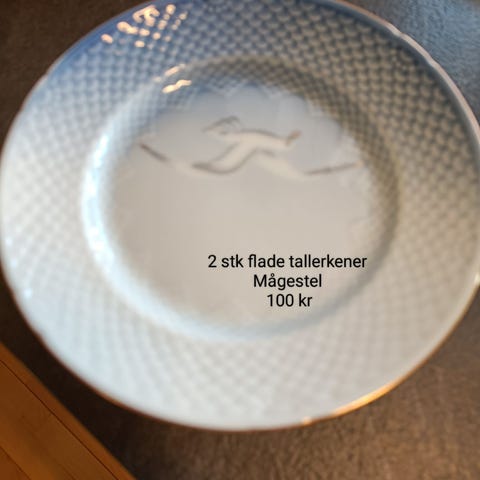 2 stk flade tallerkener
Mågestel
100 kr